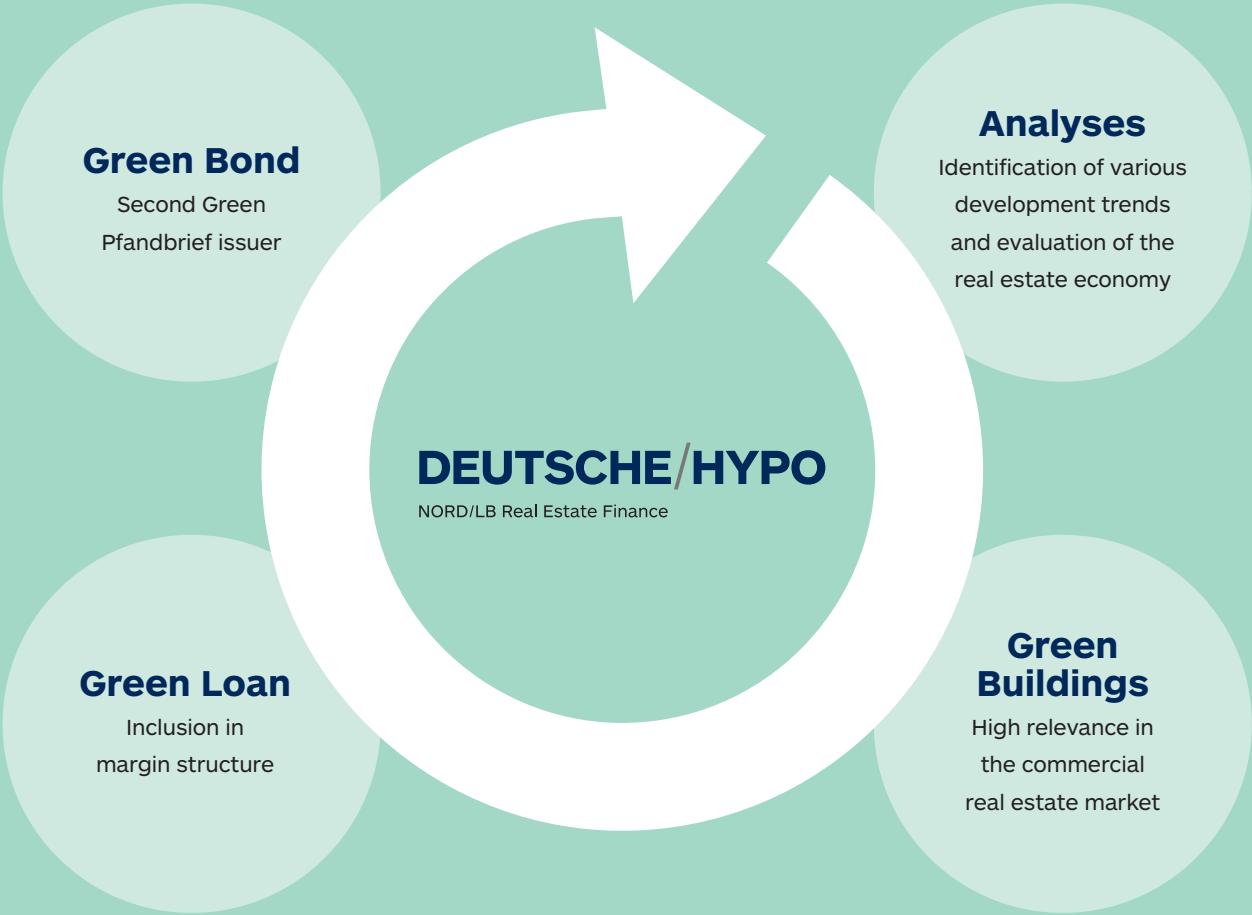 Green Bond
Second Green
Pfandbrief issuer
Analyses
Identification of various
development trends
and evaluation of the
real estate economy
DEUTSCHE/HYPO
NORD/LB Real Estate Finance
Green Loan
Inclusion in
margin structure
Green
Buildings
High relevance in
the commercial
real estate market